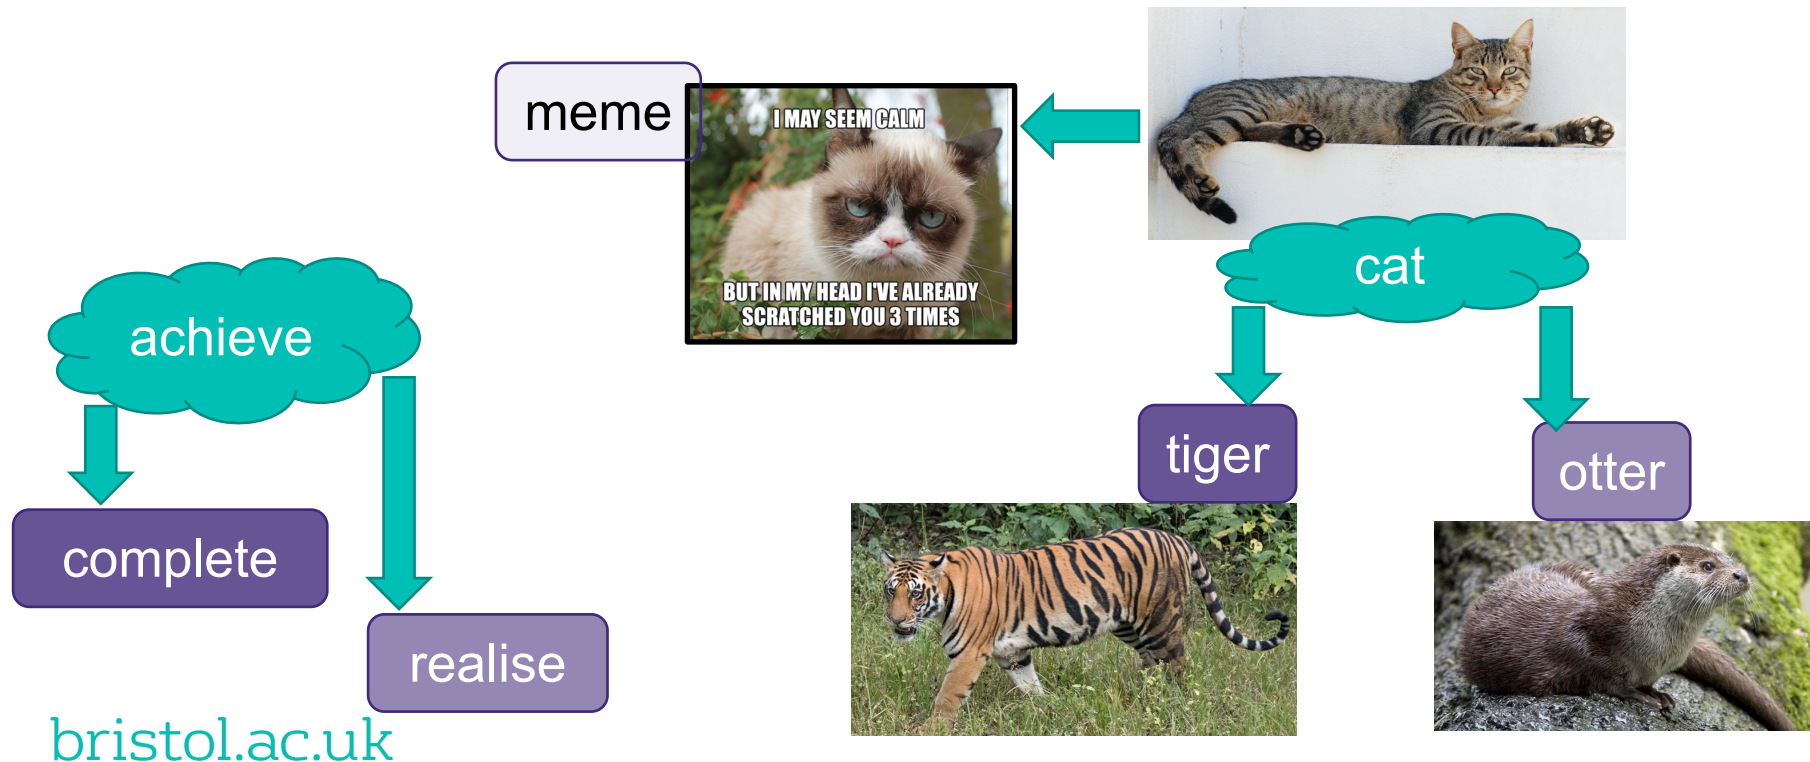 meme
I MAY SEEM CALM
BUT IN MY HEAD I'VE ALREADY
SCRATCHED YOU 3 TIMES
cat
achieve
tiger
otter
complete
realise
bristol.ac.uk